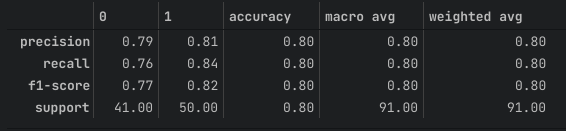 0 1 accuracy macro avg weighted avg
precision 0.79 0.81 0.80 0.80 0.80
recall 0.76 0.84 0.80 0.80 0.80
f1-score 0.77 0.82 0.80 0.80 0.80
support 41.00 50.00 0.80 91.00 91.00